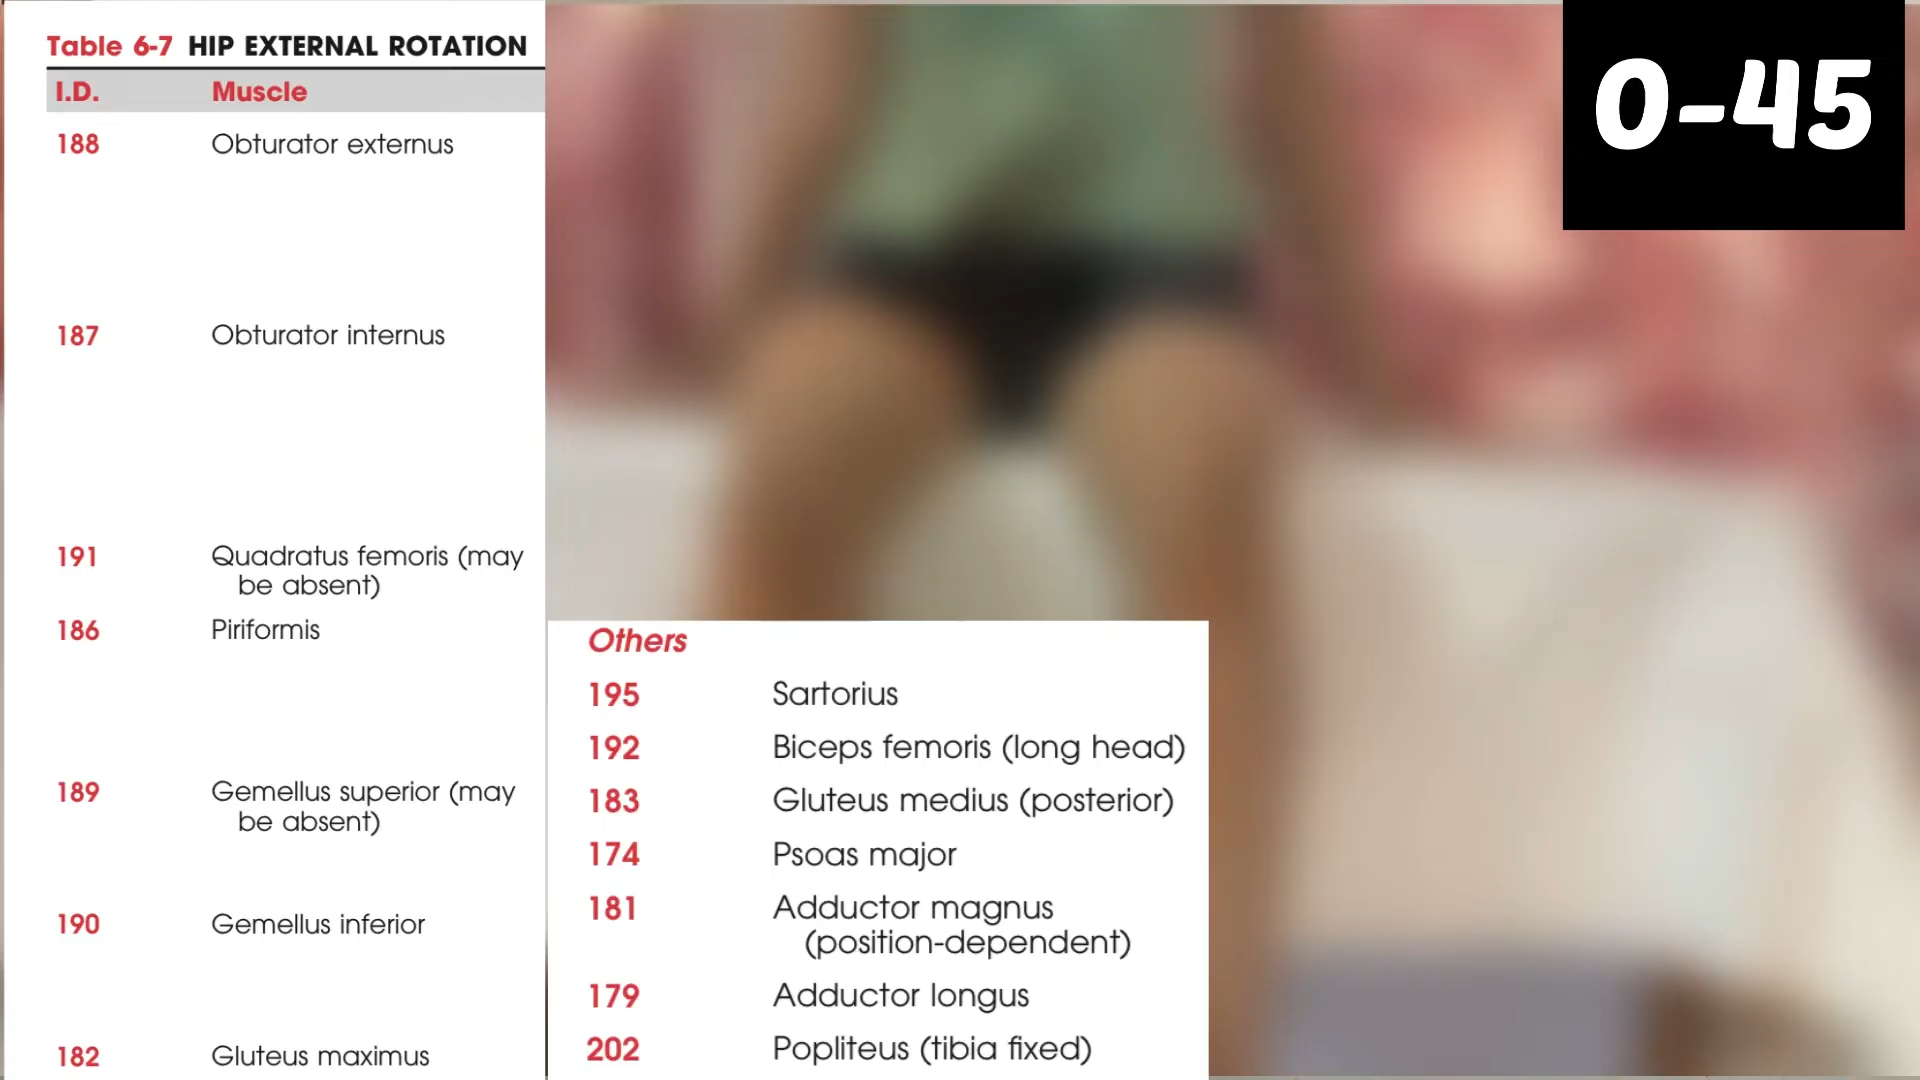 Table 6-7 HIP EXTERNAL ROTATION
I.D. Muscle
188 Obturator externus
187 Obturator internus
191 Quadratus femoris (may
be absent)
186 Piriformis
189 Gemellus superior (may
be absent)
190 Gemellus inferior
182 Gluteus maximus
Others
195 Sartorius
192 Biceps femoris (long head)
183 Gluteus medius (posterior)
174 Psoas major
181 Adductor magnus
(position-dependent)
179 Adductor longus
202 Popliteus (tibia fixed)
0-45